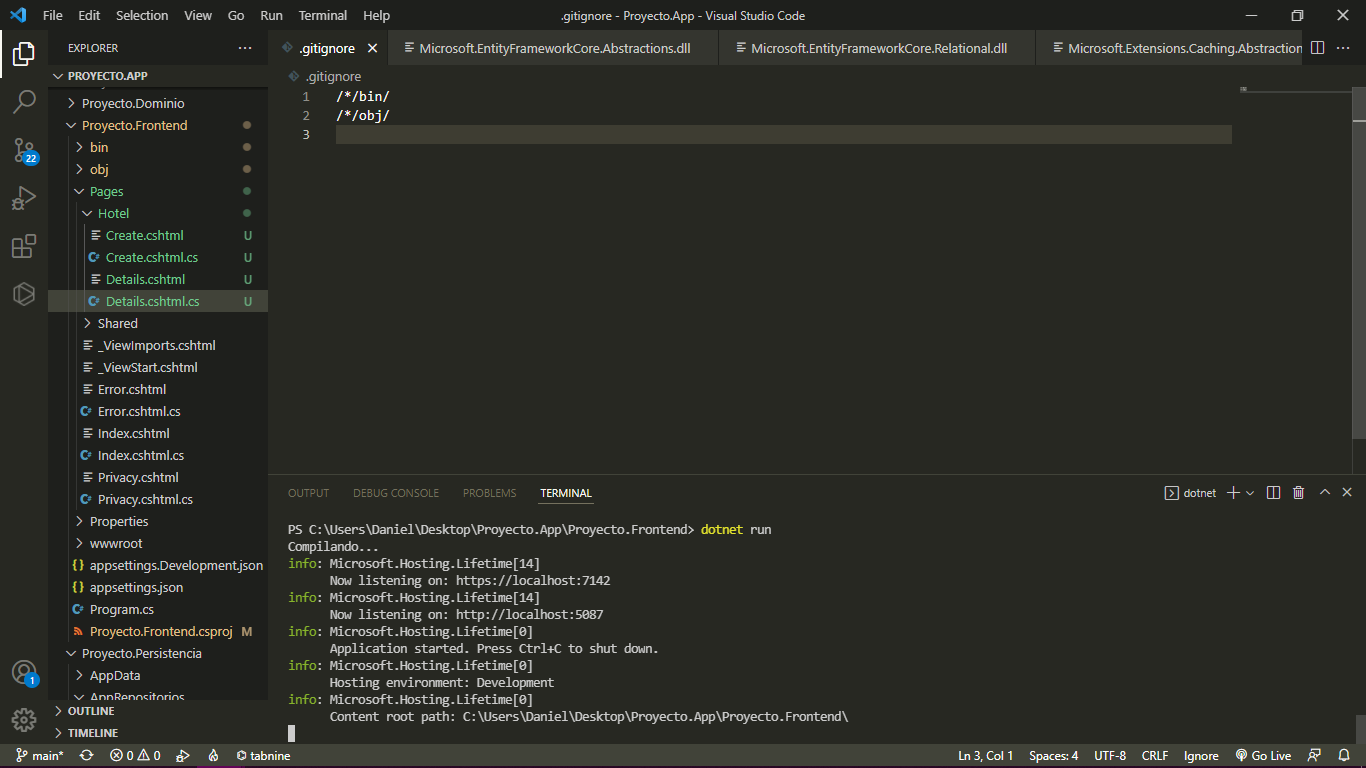 File Edit Selection View Go Run Terminal Help
.gitignore - Proyecto.App - Visual Studio Code
EXPLORER
.gitignore
Microsoft.EntityFrameworkCore.Abstractions.dll
Microsoft.EntityFrameworkCore.Relational.dll
Microsoft.Extensions.Caching.Abstraction
PROYECTO.APP
Proyecto.Dominio
Proyecto.Frontend
bin
obj
Pages
Hotel
Create.cshtml U
C# Create.cshtml.cs U
Details.cshtml U
C# Details.cshtml.cs U
Shared
_ViewImports.cshtml
_ViewStart.cshtml
Error.cshtml
C# Error.cshtml.cs
Index.cshtml
C# Index.cshtml.cs
Privacy.cshtml
C# Privacy.cshtml.cs
Properties
wwwroot
{} appsettings.Development.json
{} appsettings.json
C# Program.cs
Proyecto.Frontend.csproj M
Proyecto.Persistencia
AppData
AppRepositorios
OUTLINE
TIMELINE
22
1
.gitignore
1 /*/bin/
2 /*/obj/
3
OUTPUT DEBUG CONSOLE PROBLEMS TERMINAL
dotnet
PS C:\Users\Daniel\Desktop\Proyecto.App\Proyecto.Frontend> dotnet run
Compilando...
info: Microsoft.Hosting.Lifetime[14]
Now listening on: https://localhost:7142
info: Microsoft.Hosting.Lifetime[14]
Now listening on: http://localhost:5087
info: Microsoft.Hosting.Lifetime[0]
Application started. Press Ctrl+C to shut down.
info: Microsoft.Hosting.Lifetime[0]
Hosting environment: Development
info: Microsoft.Hosting.Lifetime[0]
Content root path: C:\Users\Daniel\Desktop\Proyecto.App\Proyecto.Frontend\
main* 0 0 tabnine
Ln 3, Col 1 Spaces: 4 UTF-8 CRLF Ignore Go Live